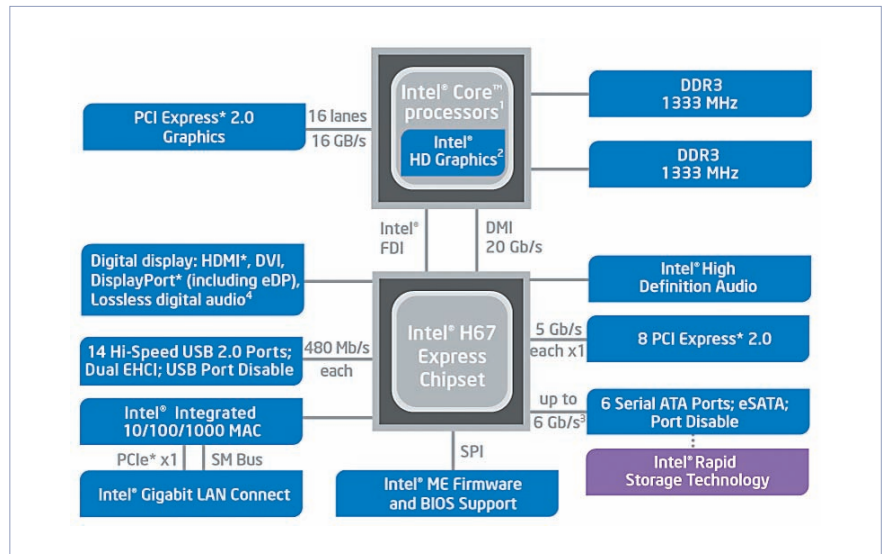 Intel® Core™
processors¹
Intel®
HD Graphics²
PCI Express* 2.0
Graphics
16 lanes
16 GB/s
DDR3
1333 MHz
DDR3
1333 MHz
Intel®
FDI
DMI
20 Gb/s
Digital display: HDMI*, DVI,
DisplayPort* (including eDP),
Lossless digital audio⁴
Intel® High
Definition Audio
Intel® H67
Express
Chipset
14 Hi-Speed USB 2.0 Ports;
Dual EHCI; USB Port Disable
480 Mb/s
each
5 Gb/s
each x1
8 PCI Express* 2.0
Intel® Integrated
10/100/1000 MAC
up to
6 Gb/s³
6 Serial ATA Ports; eSATA;
Port Disable
PCIe* x1
SM Bus
SPI
Intel® Gigabit LAN Connect
Intel® ME Firmware
and BIOS Support
Intel® Rapid
Storage Technology